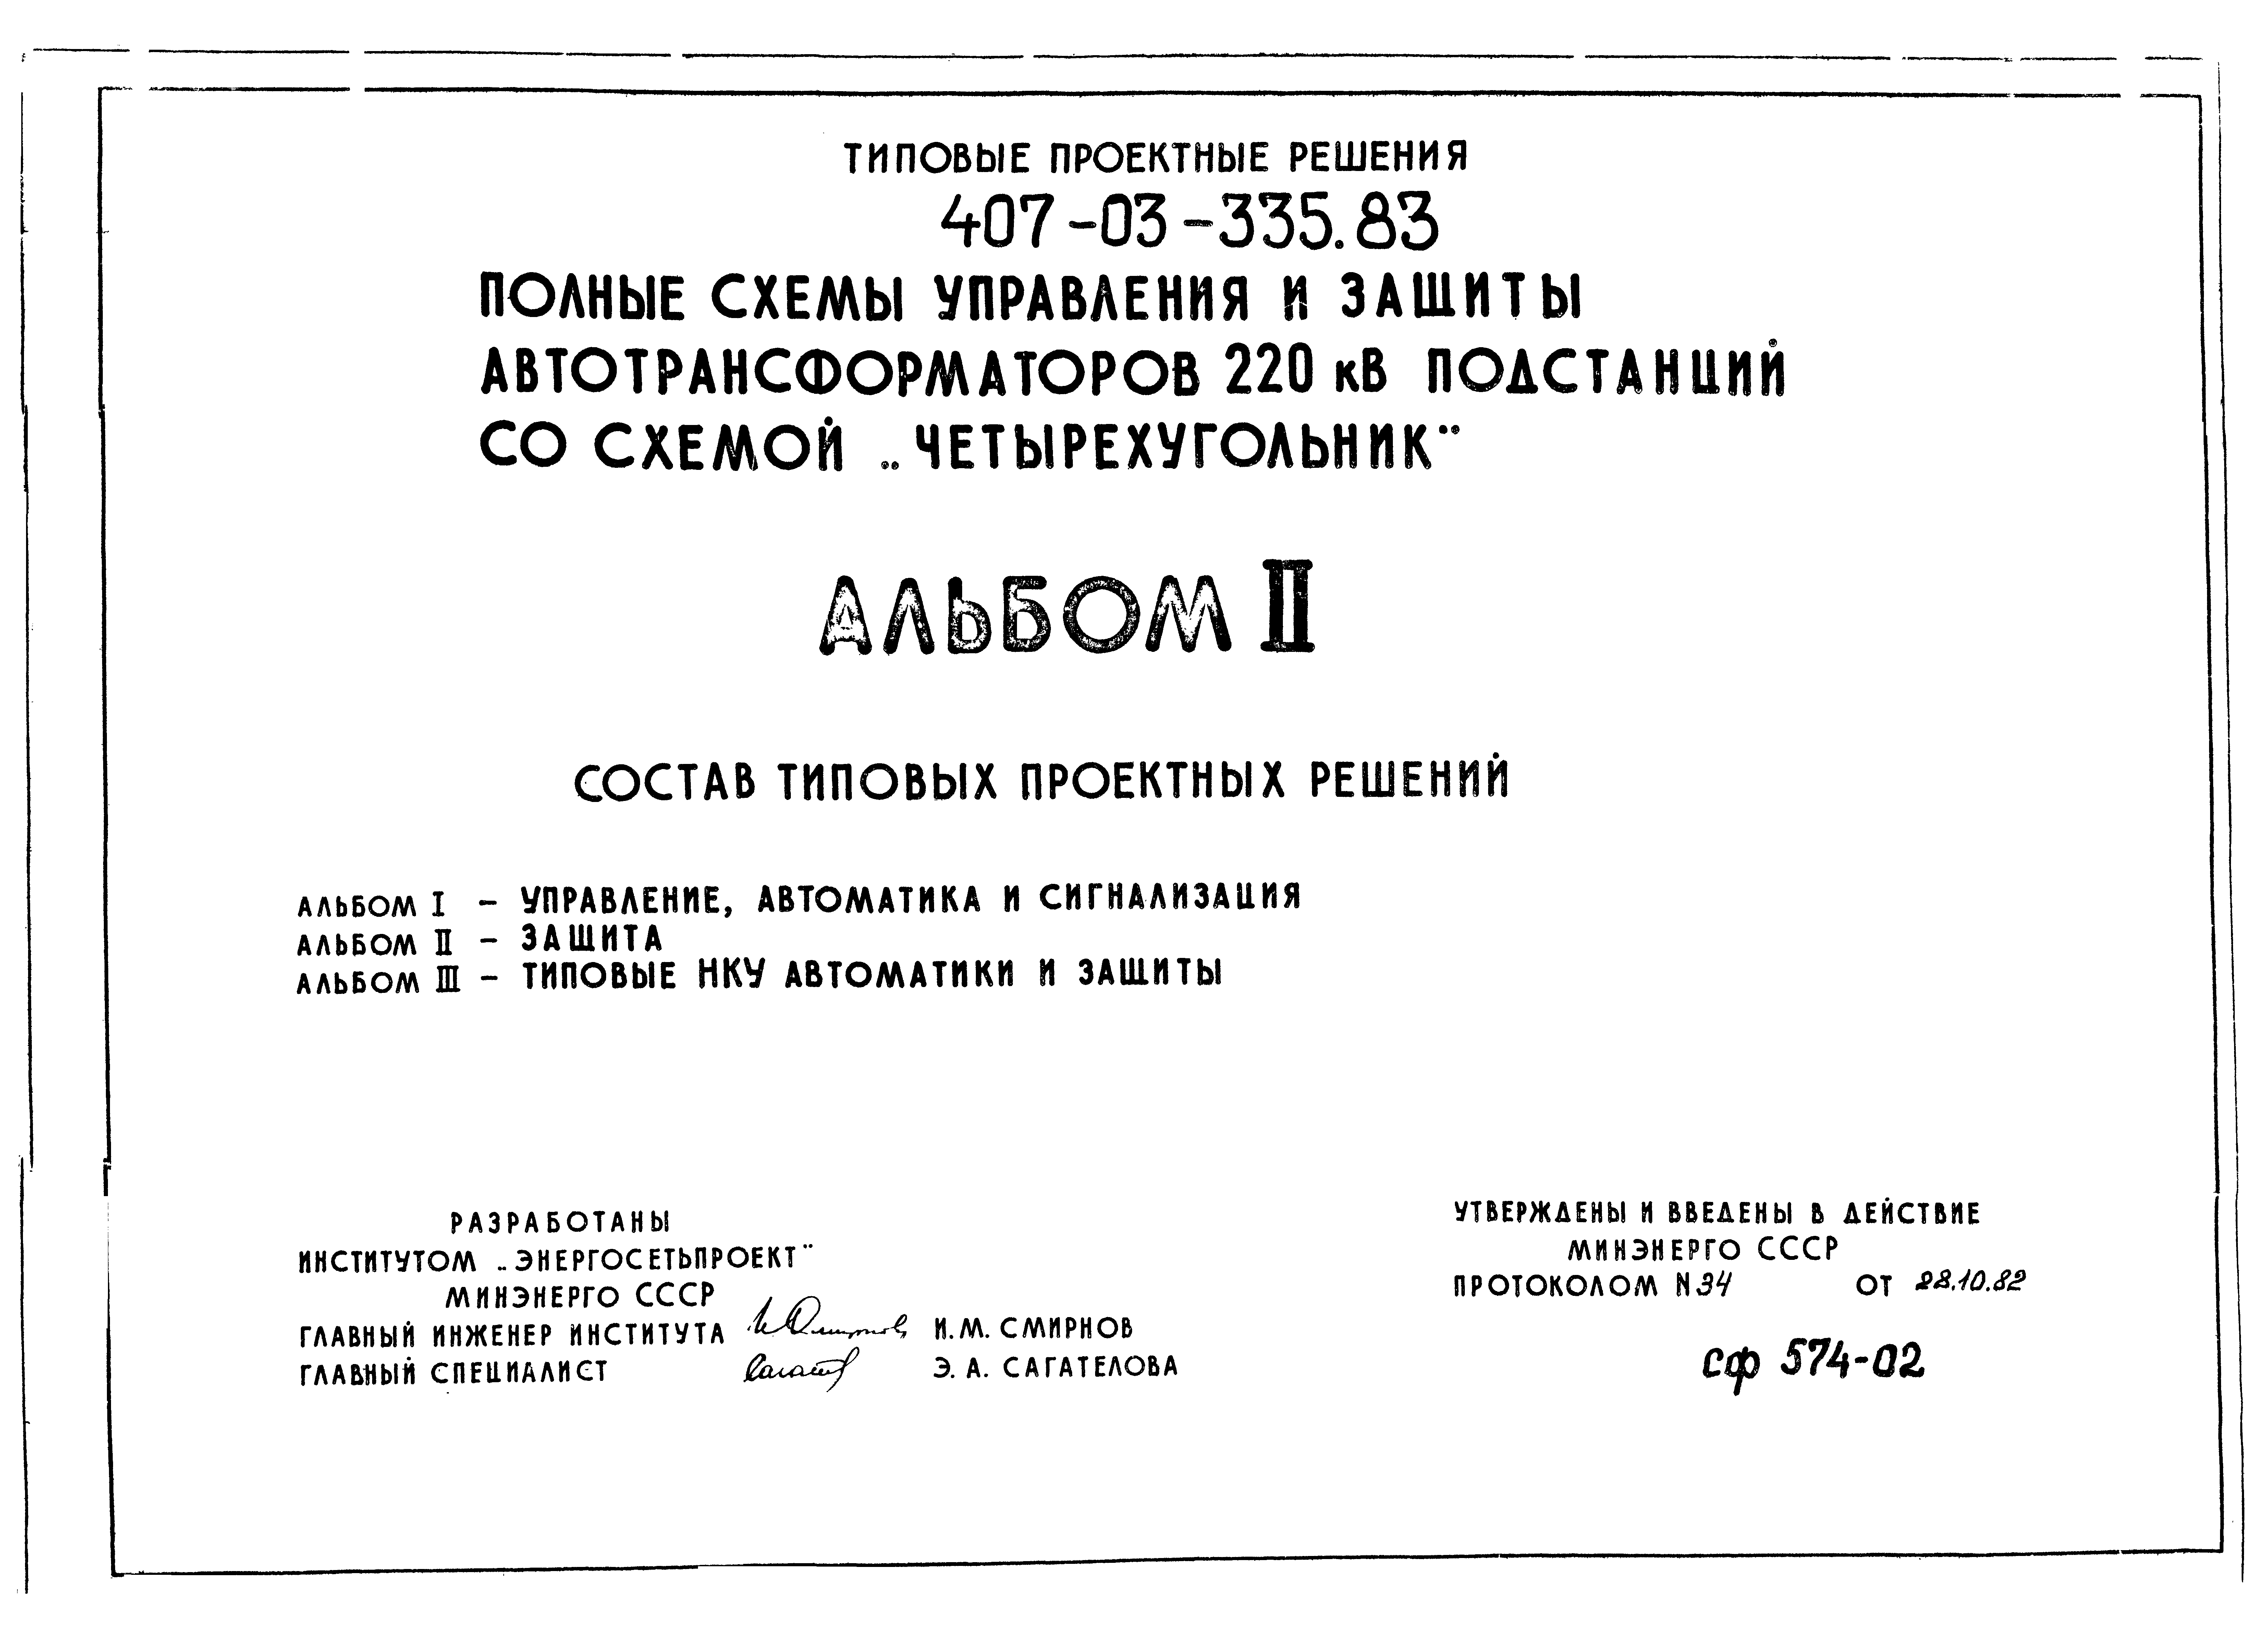 ТИПОВЫЕ ПРОЕКТНЫЕ РЕШЕНИЯ
407-03-335.83
ПОЛНЫЕ СХЕМЫ УПРАВЛЕНИЯ И ЗАЩИТЫ
АВТОТРАНСФОРМАТОРОВ 220 кВ ПОДСТАНЦИЙ
СО СХЕМОЙ „ЧЕТЫРЕХУГОЛЬНИК"
АЛЬБОМ II
СОСТАВ ТИПОВЫХ ПРОЕКТНЫХ РЕШЕНИЙ
АЛЬБОМ I - УПРАВЛЕНИЕ, АВТОМАТИКА И СИГНАЛИЗАЦИЯ
АЛЬБОМ II - ЗАЩИТА
АЛЬБОМ III - ТИПОВЫЕ НКУ АВТОМАТИКИ И ЗАЩИТЫ
РАЗРАБОТАНЫ
ИНСТИТУТОМ „ЭНЕРГОСЕТЬПРОЕКТ"
МИНЭНЕРГО СССР
ГЛАВНЫЙ ИНЖЕНЕР ИНСТИТУТА И.М. СМИРНОВ
ГЛАВНЫЙ СПЕЦИАЛИСТ Э.А. САГАТЕЛОВА
УТВЕРЖДЕНЫ И ВВЕДЕНЫ В ДЕЙСТВИЕ
МИНЭНЕРГО СССР
ПРОТОКОЛОМ N 34 ОТ 28.10.82
сф 574-02